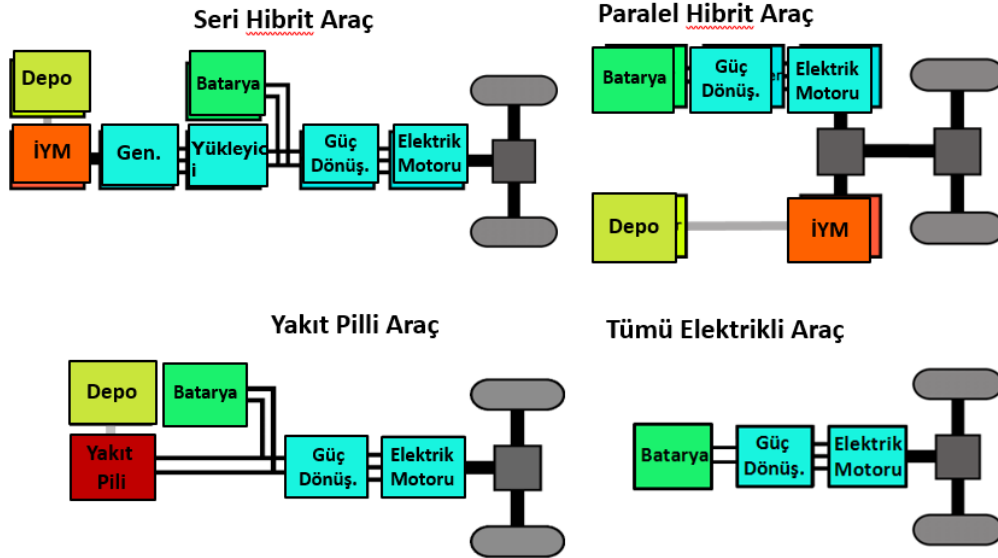 Seri Hibrit Araç
Depo
Batarya
İYM
Gen.
Yükleyic
i
Güç
Dönüş.
Elektrik
Motoru
Paralel Hibrit Araç
Batarya
Güç
Dönüş.
Elektrik
Motoru
Depo
İYM
Yakıt Pilli Araç
Depo
Batarya
Yakıt
Pili
Güç
Dönüş.
Elektrik
Motoru
Tümü Elektrikli Araç
Batarya
Güç
Dönüş.
Elektrik
Motoru